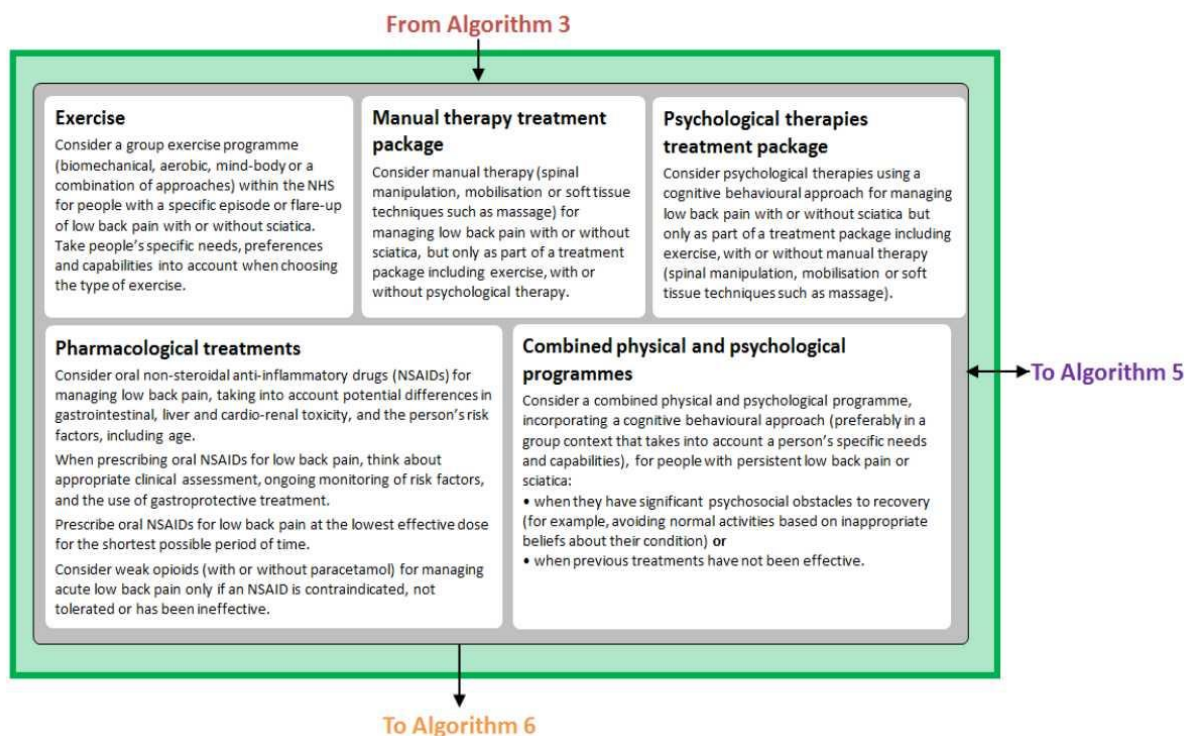 From Algorithm 3
Exercise
Consider a group exercise programme
(biomechanical, aerobic, mind-body or a
combination of approaches) within the NHS
for people with a specific episode or flare-up
of low back pain with or without sciatica.
Take people's specific needs, preferences
and capabilities into account when choosing
the type of exercise.
Manual therapy treatment
package
Consider manual therapy (spinal
manipulation, mobilisation or soft tissue
techniques such as massage) for
managing low back pain with or without
sciatica, but only as part of a treatment
package including exercise, with or
without psychological therapy.
Psychological therapies
treatment package
Consider psychological therapies using a
cognitive behavioural approach for managing
low back pain with or without sciatica but
only as part of a treatment package including
exercise, with or without manual therapy
(spinal manipulation, mobilisation or soft
tissue techniques such as massage).
Pharmacological treatments
Consider oral non-steroidal anti-inflammatory drugs (NSAIDs) for
managing low back pain, taking into account potential differences in
gastrointestinal, liver and cardio-renal toxicity, and the person's risk
factors, including age.
When prescribing oral NSAIDs for low back pain, think about
appropriate clinical assessment, ongoing monitoring of risk factors,
and the use of gastroprotective treatment.
Prescribe oral NSAIDs for low back pain at the lowest effective dose
for the shortest possible period of time.
Consider weak opioids (with or without paracetamol) for managing
acute low back pain only if an NSAID is contraindicated, not
tolerated or has been ineffective.
Combined physical and psychological
programmes
Consider a combined physical and psychological programme,
incorporating a cognitive behavioural approach (preferably in a
group context that takes into account a person's specific needs
and capabilities), for people with persistent low back pain or
sciatica:
• when they have significant psychosocial obstacles to recovery
(for example, avoiding normal activities based on inappropriate
beliefs about their condition) or
• when previous treatments have not been effective.
To Algorithm 5
To Algorithm 6